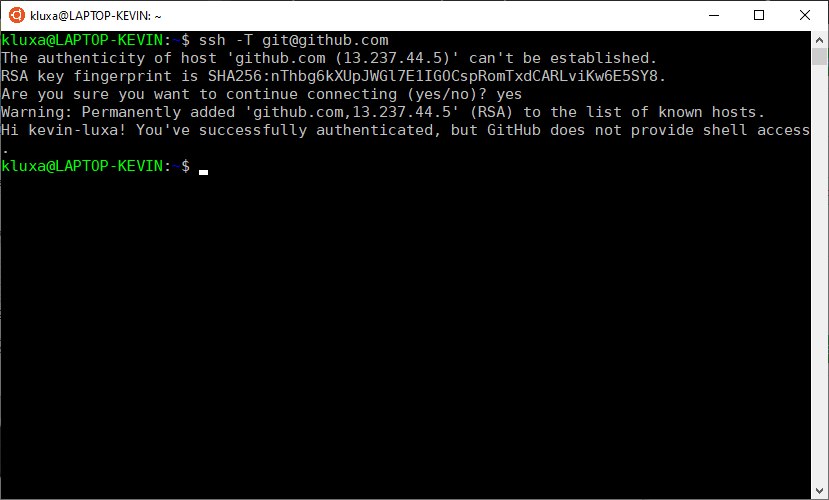 kluxa@LAPTOP-KEVIN: ~
kluxa@LAPTOP-KEVIN:~$ ssh -T git@github.com
The authenticity of host 'github.com (13.237.44.5)' can't be established.
RSA key fingerprint is SHA256:nThbg6kXUpJWGl7E1IGOCspRomTxdCARLviKw6E5SY8.
Are you sure you want to continue connecting (yes/no)? yes
Warning: Permanently added 'github.com,13.237.44.5' (RSA) to the list of known hosts.
Hi kevin-luxa! You've successfully authenticated, but GitHub does not provide shell access
.
kluxa@LAPTOP-KEVIN:~$